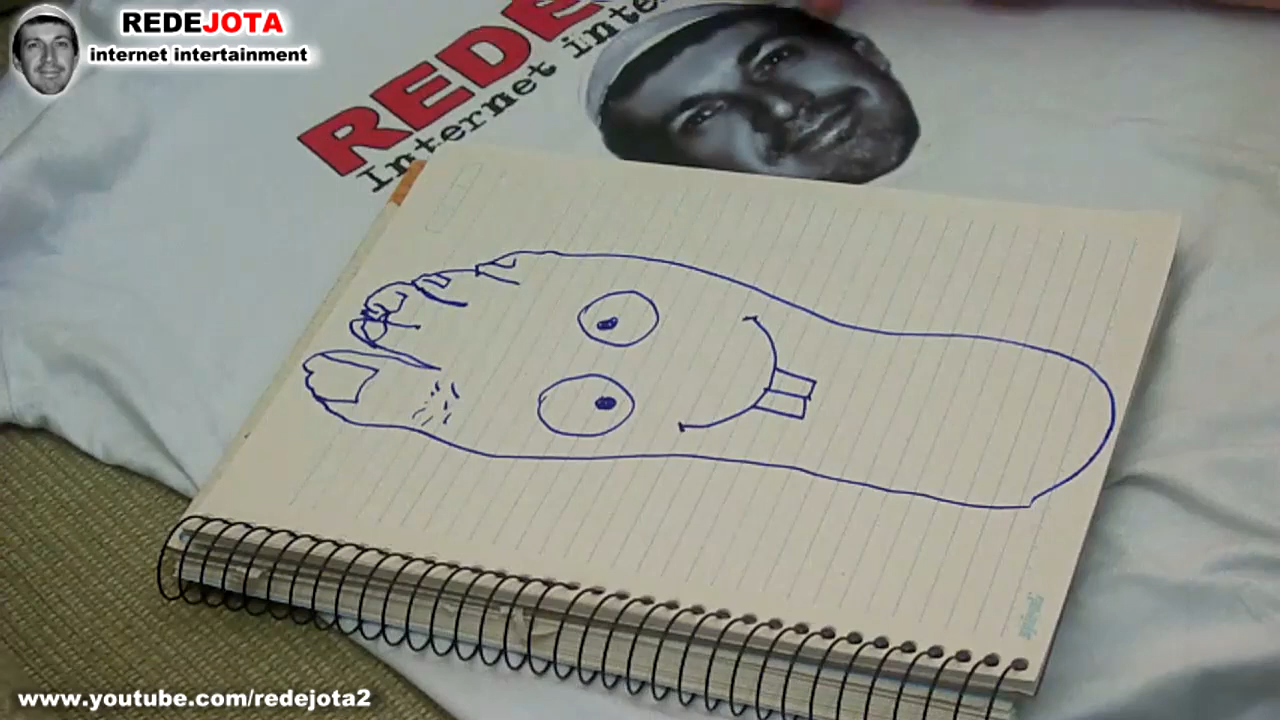 REDEJOTA
internet intertainment
REDE
Internet inte
www.youtube.com/redejota2